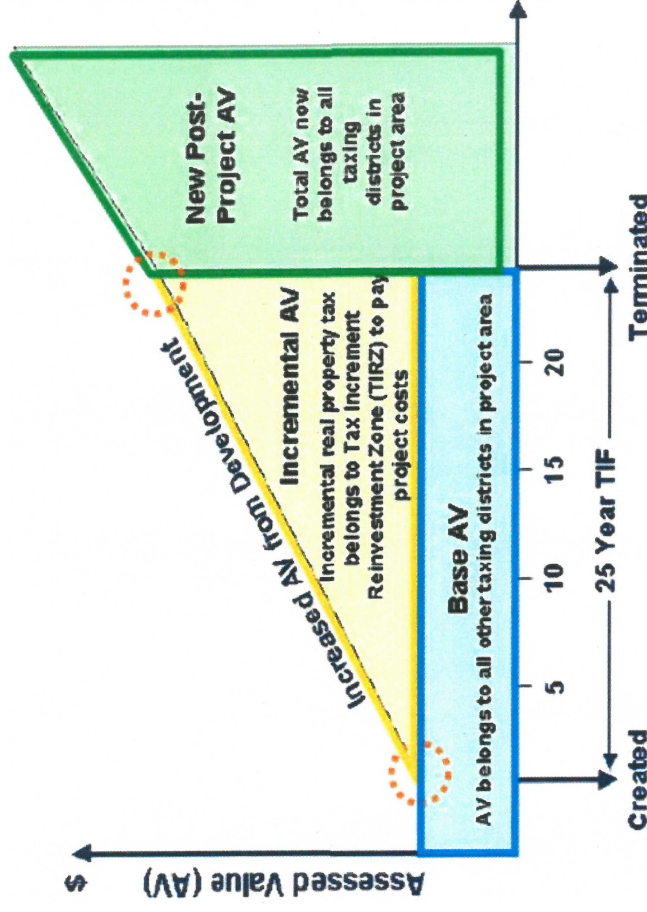 $
Assessed Value (AV)
Increased AV from Development
New Post-
Project AV
Total AV now
belongs to all
taxing
districts in
project area
Incremental AV
Incremental real property tax
belongs to Tax Increment
Reinvestment Zone (TIRZ) to pay
project costs
Base AV
AV belongs to all other taxing districts in project area
5
10
15
20
25 Year TIF
Created
Terminated